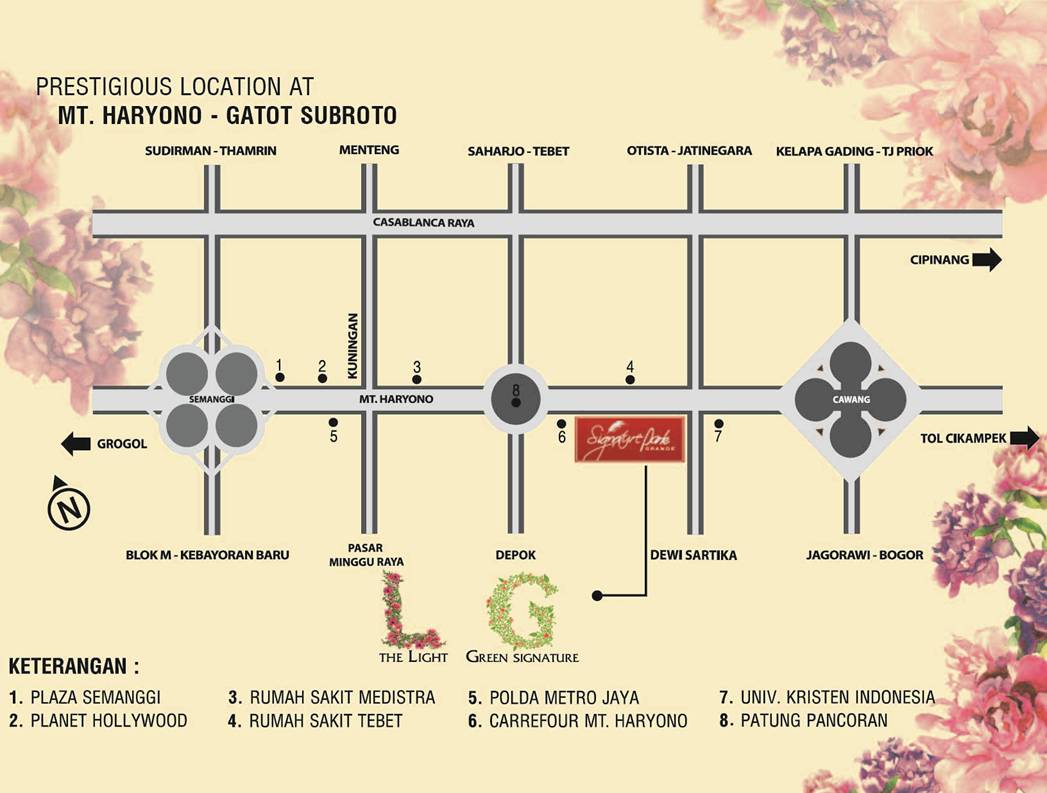 PRESTIGIOUS LOCATION AT
MT. HARYONO - GATOT SUBROTO
SUDIRMAN - THAMRIN
MENTENG
SAHARJO - TEBET
OTISTA - JATINEGARA
KELAPA GADING - TJ PRIOK
CASABLANCA RAYA
CIPINANG
KUNINGAN
1
2
3
4
8
SEMANGGI
MT. HARYONO
CAWANG
5
6
Signature Park
GRANDE
7
GROGOL
TOL CIKAMPEK
N
BLOK M - KEBAYORAN BARU
PASAR
MINGGU RAYA
DEPOK
DEWI SARTIKA
JAGORAWI - BOGOR
L G
THE LIGHT GREEN SIGNATURE
KETERANGAN :
1. PLAZA SEMANGGI 3. RUMAH SAKIT MEDISTRA 5. POLDA METRO JAYA 7. UNIV. KRISTEN INDONESIA
2. PLANET HOLLYWOOD 4. RUMAH SAKIT TEBET 6. CARREFOUR MT. HARYONO 8. PATUNG PANCORAN